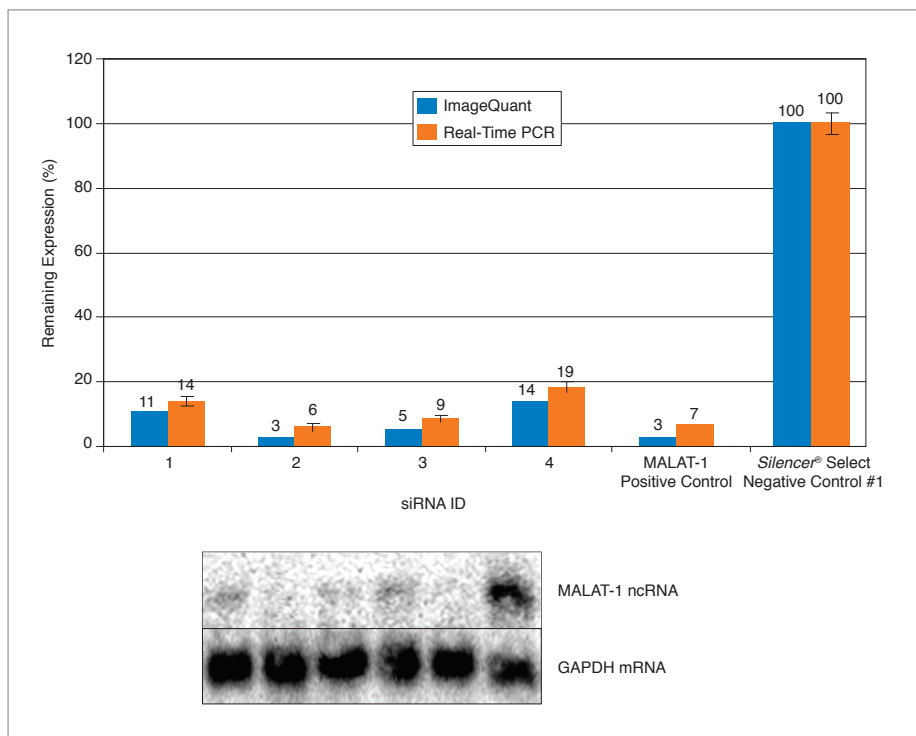 120
100
80
60
40
20
0
Remaining Expression (%)
ImageQuant
Real-Time PCR
11
14
3
6
5
9
14
19
3
7
100
100
1
2
3
4
MALAT-1
Positive Control
Silencer® Select
Negative Control #1
siRNA ID
MALAT-1 ncRNA
GAPDH mRNA